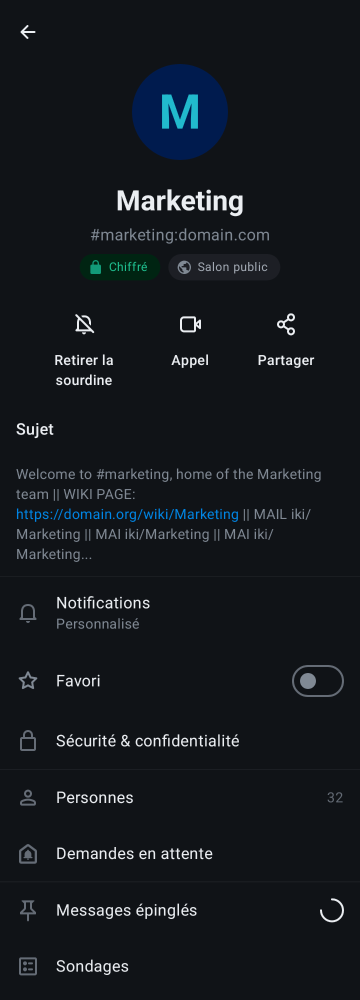 M
Marketing
#marketing:domain.com
Chiffré
Salon public
Retirer la
sourdine
Appel
Partager
Sujet
Welcome to #marketing, home of the Marketing
team || WIKI PAGE:
https://domain.org/wiki/Marketing || MAIL iki/
Marketing || MAI iki/Marketing || MAI iki/
Marketing...
Notifications
Personnalisé
Favori
Sécurité & confidentialité
Personnes 32
Demandes en attente
Messages épinglés
Sondages